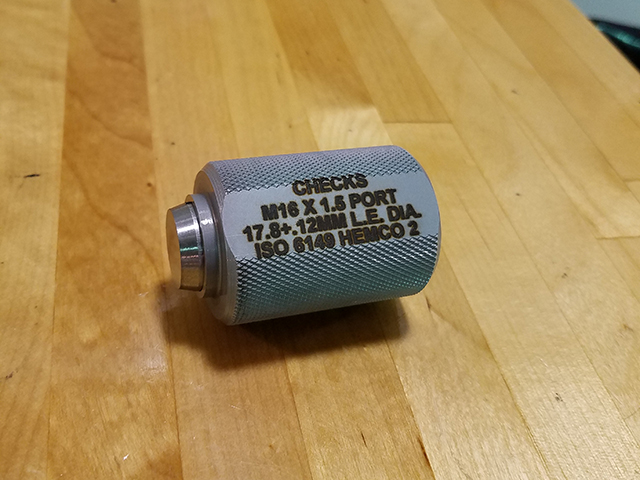 CHECKS
M16 X 1.5 PORT
17.8+.12MM L.E. DIA.
ISO 6149 HEMCO 2